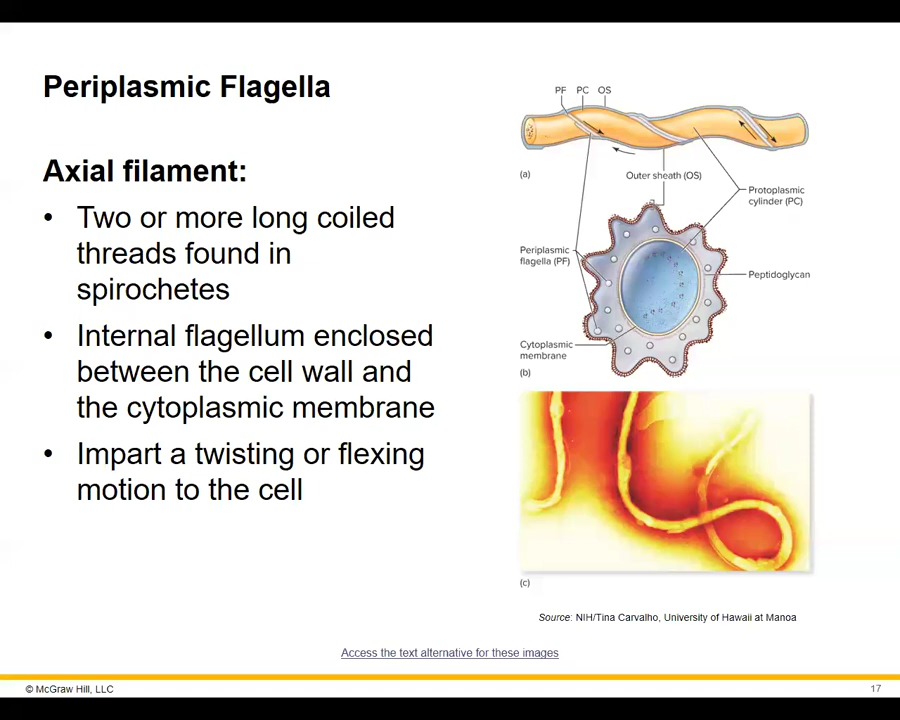 Periplasmic Flagella
Axial filament:
• Two or more long coiled
threads found in
spirochetes
• Internal flagellum enclosed
between the cell wall and
the cytoplasmic membrane
• Impart a twisting or flexing
motion to the cell
PF PC OS
(a)
Outer sheath (OS)
Protoplasmic
cylinder (PC)
Periplasmic
flagella (PF)
Peptidoglycan
Cytoplasmic
membrane
(b)
(c)
Source: NIH/Tina Carvalho, University of Hawaii at Manoa
Access the text alternative for these images
© McGraw Hill, LLC
17